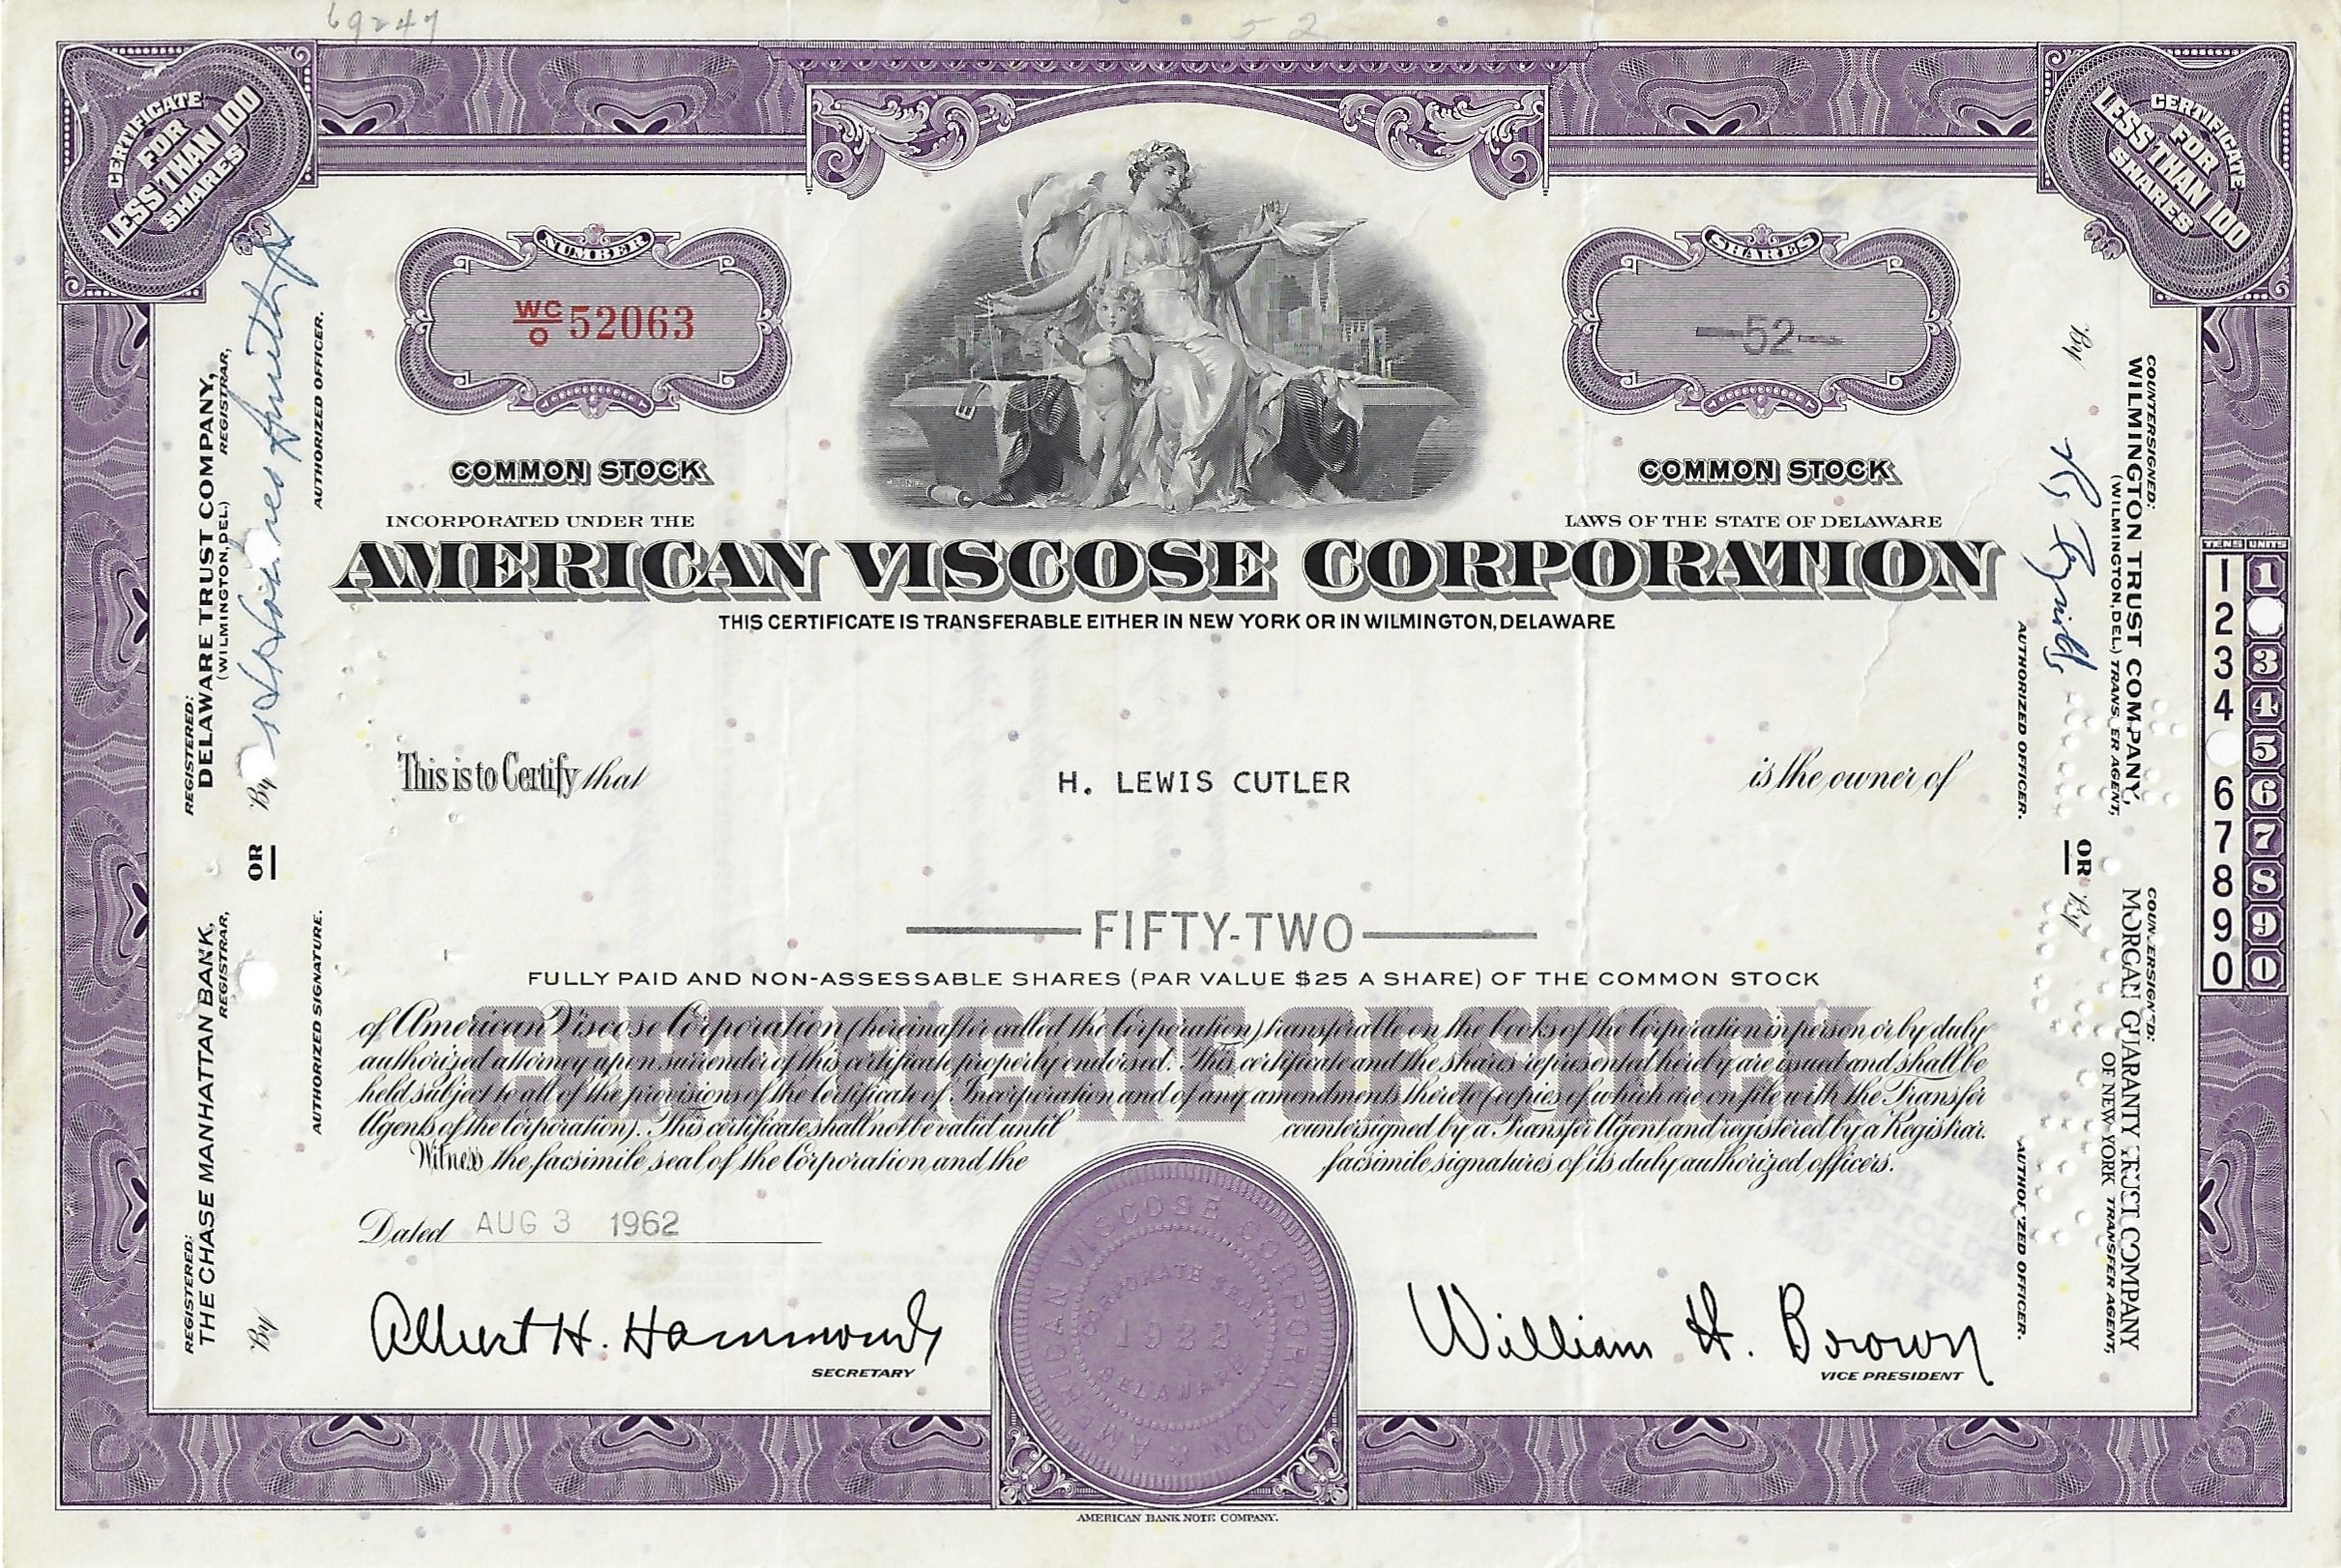 69247
52
CERTIFICATE
FOR
LESS THAN 100
SHARES
CERTIFICATE
FOR
LESS THAN 100
SHARES
NUMBER
WC
O 52063
SHARES
—52—
COMMON STOCK
COMMON STOCK
INCORPORATED UNDER THE
LAWS OF THE STATE OF DELAWARE
AMERICAN VISCOSE CORPORATION
THIS CERTIFICATE IS TRANSFERABLE EITHER IN NEW YORK OR IN WILMINGTON, DELAWARE
This is to Certify that
H. LEWIS CUTLER
is the owner of
FIFTY-TWO
FULLY PAID AND NON-ASSESSABLE SHARES (PAR VALUE $25 A SHARE) OF THE COMMON STOCK
CERTIFICATE OF STOCK
of American Viscose Corporation (hereinafter called the Corporation) transferable on the books of the Corporation in person or by duly
authorized attorney upon surrender of this certificate properly endorsed. This certificate and the shares represented hereby are issued and shall be
held subject to all of the provisions of the Certificate of Incorporation and of any amendments thereto (copies of which are on file with the Transfer
Agents of the Corporation). This certificate shall not be valid until countersigned by a Transfer Agent and registered by a Registrar.
Witness the facsimile seal of the Corporation and the facsimile signatures of its duly authorized officers.
Dated AUG 3 1962
Albert H. Hammond
SECRETARY
William H. Brown
VICE PRESIDENT
AMERICAN VISCOSE CORPORATION
CORPORATE SEAL
1922
DELAWARE
AMERICAN BANK NOTE COMPANY.
REGISTERED:
DELAWARE TRUST COMPANY,
(WILMINGTON, DEL.) REGISTRAR,
By
AUTHORIZED OFFICER.
OR
REGISTERED:
THE CHASE MANHATTAN BANK,
REGISTRAR,
By
AUTHORIZED SIGNATURE.
COUNTERSIGNED:
WILMINGTON TRUST COMPANY,
(WILMINGTON, DEL.) TRANSFER AGENT,
By
AUTHORIZED OFFICER.
OR
COUNTERSIGNED:
MORGAN GUARANTY TRUST COMPANY
OF NEW YORK TRANSFER AGENT,
By
AUTHORIZED OFFICER.
TENS UNITS
1 1
2
3 3
4 4
5
6 6
7 7
8 8
9 9
0 0